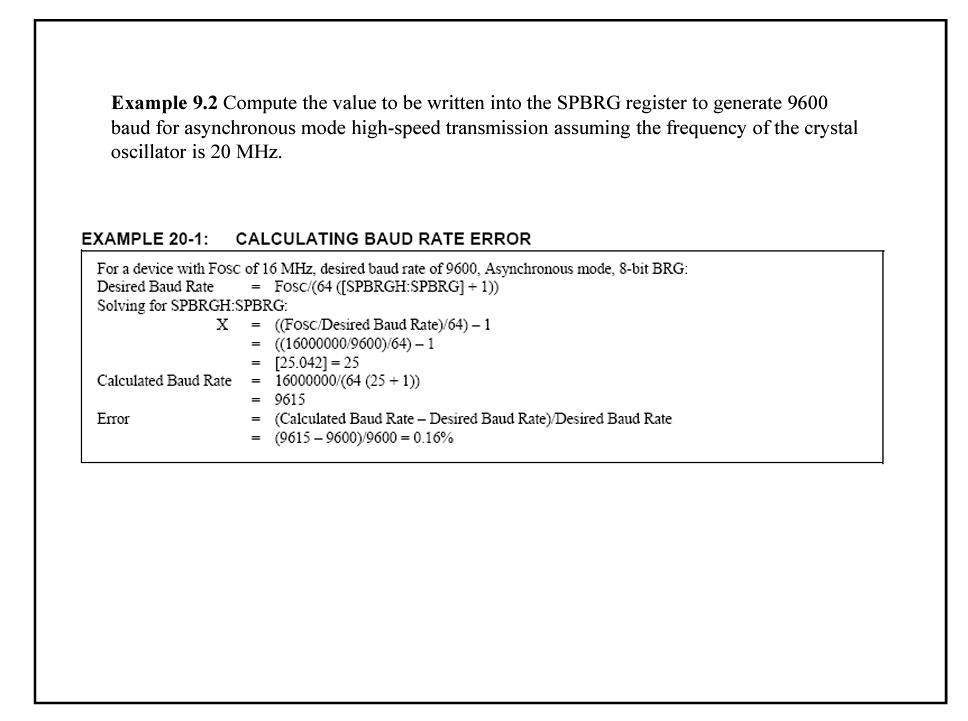 Example 9.2 Compute the value to be written into the SPBRG register to generate 9600
baud for asynchronous mode high-speed transmission assuming the frequency of the crystal
oscillator is 20 MHz.
EXAMPLE 20-1: CALCULATING BAUD RATE ERROR
For a device with FOSC of 16 MHz, desired baud rate of 9600, Asynchronous mode, 8-bit BRG:
Desired Baud Rate = FOSC/(64 ([SPBRGH:SPBRG] + 1))
Solving for SPBRGH:SPBRG:
X = ((FOSC/Desired Baud Rate)/64) – 1
= ((16000000/9600)/64) – 1
= [25.042] = 25
Calculated Baud Rate = 16000000/(64 (25 + 1))
= 9615
Error = (Calculated Baud Rate – Desired Baud Rate)/Desired Baud Rate
= (9615 – 9600)/9600 = 0.16%